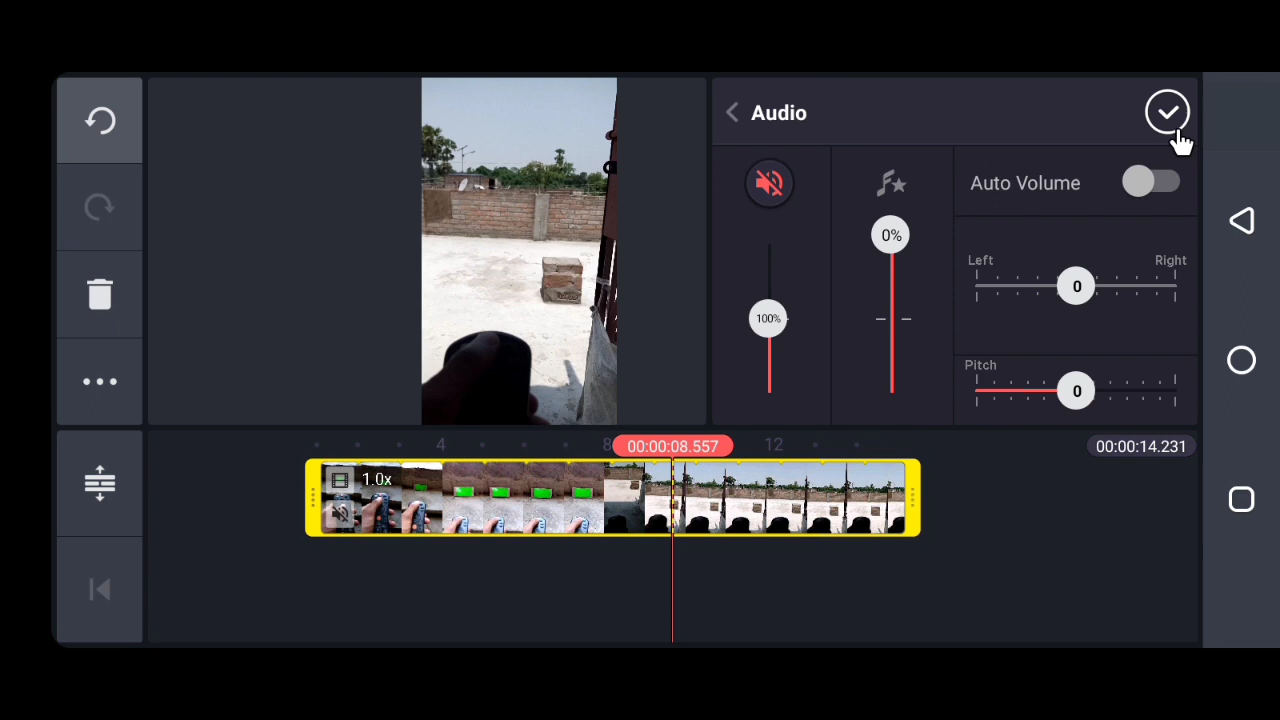 Audio
Auto Volume
0%
100%
Left
Right
0
Pitch
0
4
8
00:00:08.557
12
00:00:14.231
1.0x